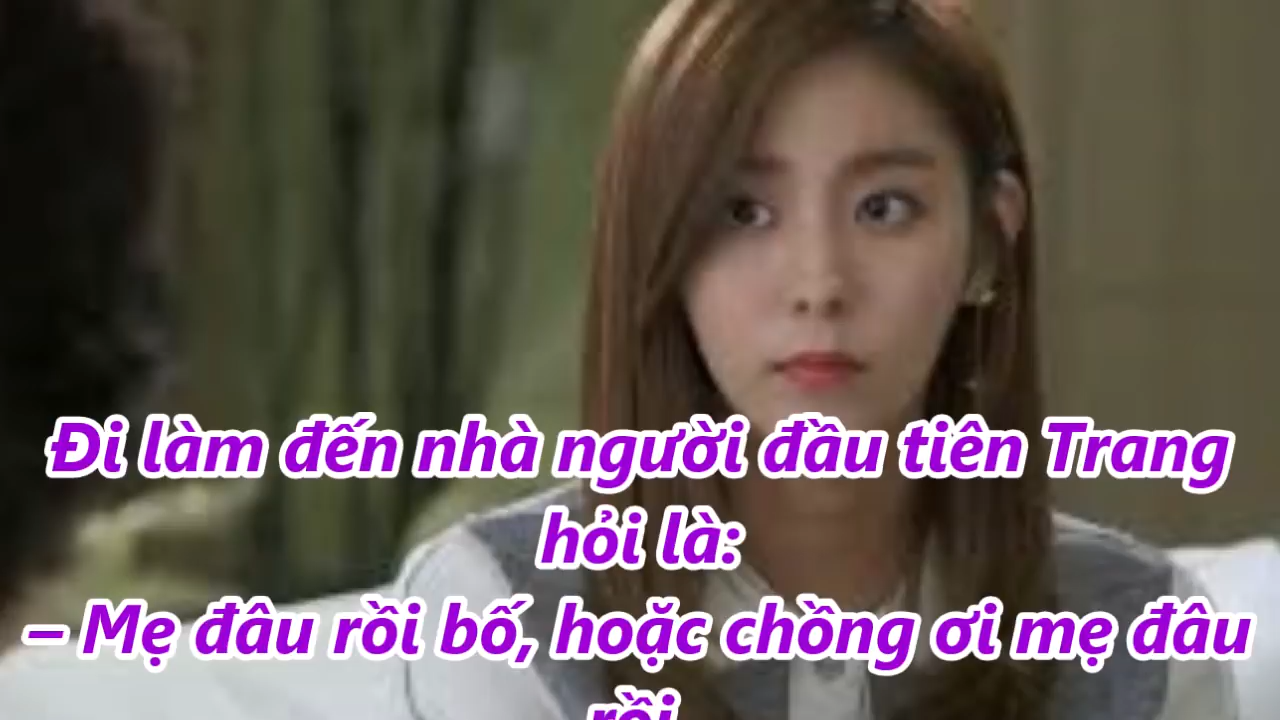 Đi làm đến nhà người đầu tiên Trang
hỏi là:
– Mẹ đâu rồi bố, hoặc chồng ơi mẹ đâu
rồi